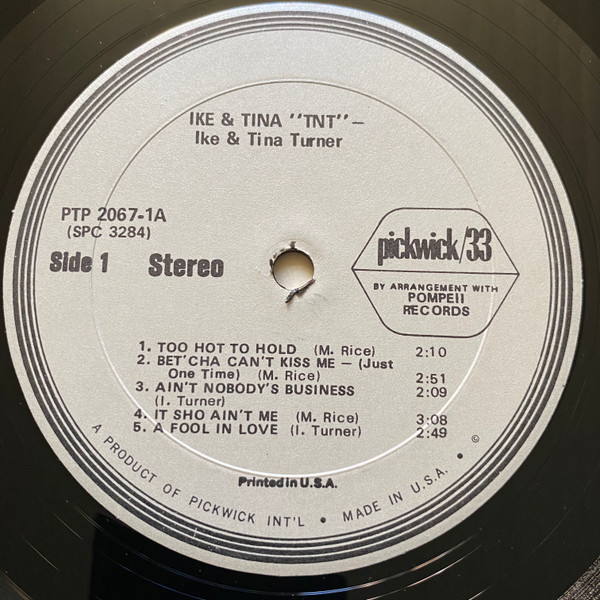 IKE & TINA "TNT" —
Ike & Tina Turner
PTP 2067-1A
(SPC 3284)
Side 1 Stereo
pickwick/33
BY ARRANGEMENT WITH
POMPEII
RECORDS
1. TOO HOT TO HOLD (M. Rice) 2:10
2. BET'CHA CAN'T KISS ME — (Just
One Time) (M. Rice) 2:51
3. AIN'T NOBODY'S BUSINESS 2:09
(I. Turner)
4. IT SHO AIN'T ME (M. Rice) 3:08
5. A FOOL IN LOVE (I. Turner) 2:49
Printed in U.S.A.
A PRODUCT OF PICKWICK INT'L • MADE IN U.S.A. • ©